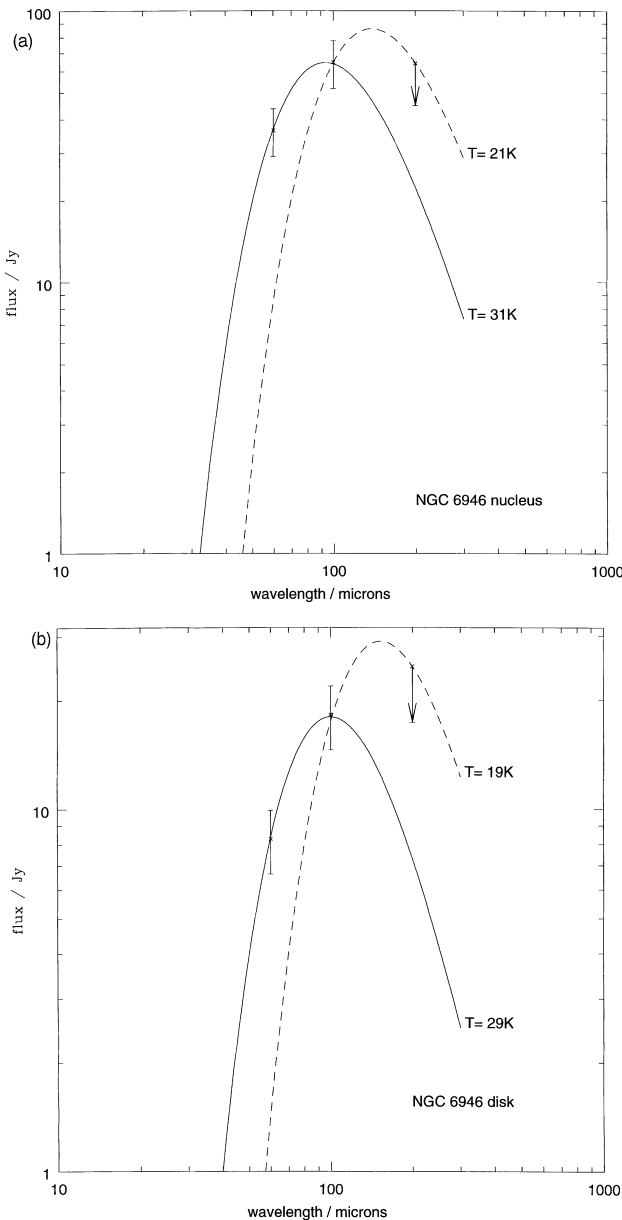 (a)
100
10
1
flux / Jy
T= 21K
T= 31K
NGC 6946 nucleus
10
100
1000
wavelength / microns
(b)
10
1
flux / Jy
T= 19K
T= 29K
NGC 6946 disk
10
100
1000
wavelength / microns